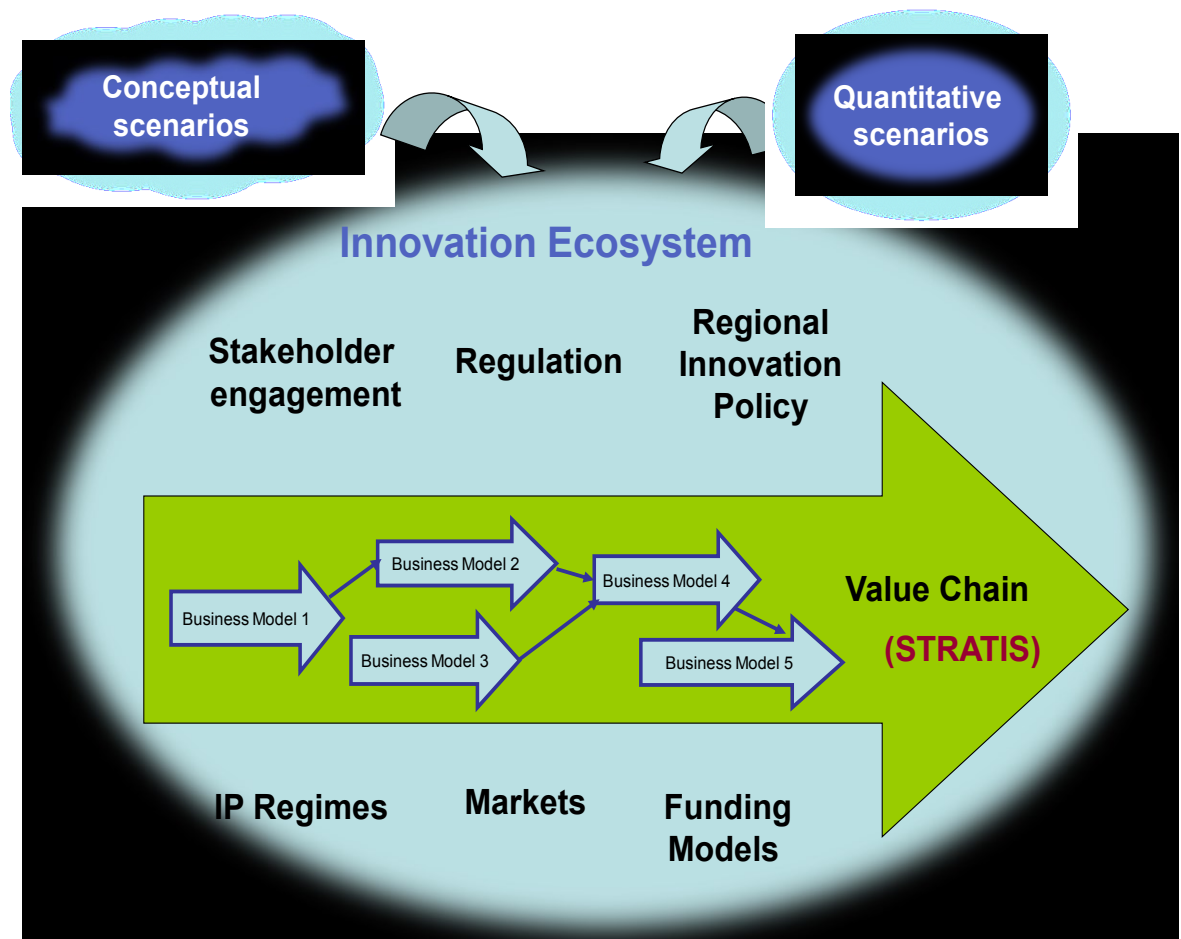 Conceptual
scenarios
Quantitative
scenarios
Innovation Ecosystem
Stakeholder
engagement
Regulation
Regional
Innovation
Policy
Business Model 1
Business Model 2
Business Model 3
Business Model 4
Business Model 5
Value Chain
(STRATIS)
IP Regimes
Markets
Funding
Models